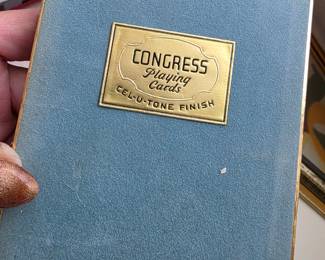 CONGRESS
Playing
Cards
CEL-U-TONE FINISH